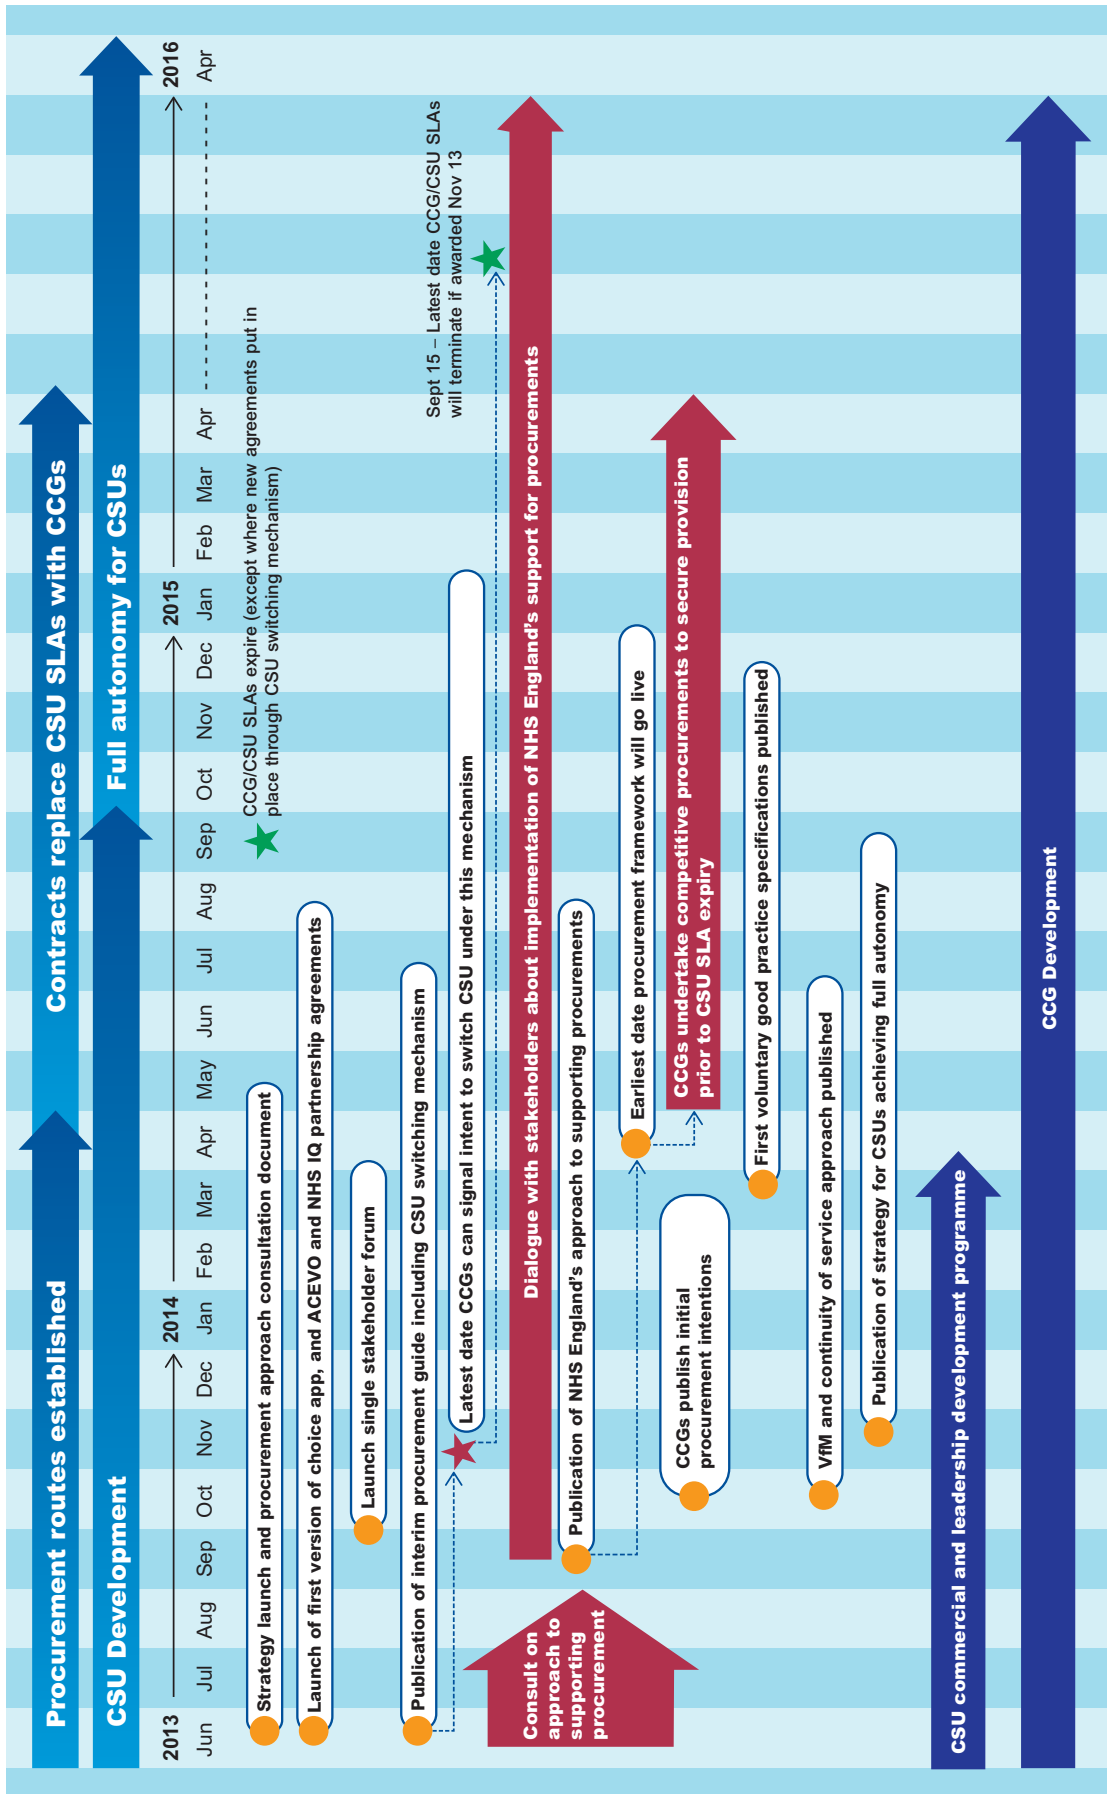 Procurement routes established
Contracts replace CSU SLAs with CCGs
CSU Development
Full autonomy for CSUs
2013
2014
2015
2016
Jun Jul Aug Sep Oct Nov Dec Jan Feb Mar Apr May Jun Jul Aug Sep Oct Nov Dec Jan Feb Mar Apr Apr
Strategy launch and procurement approach consultation document
CCG/CSU SLAs expire (except where new agreements put in
place through CSU switching mechanism)
Launch of first version of choice app, and ACEVO and NHS IQ partnership agreements
Launch single stakeholder forum
Publication of interim procurement guide including CSU switching mechanism
Latest date CCGs can signal intent to switch CSU under this mechanism
Sept 15 – Latest date CCG/CSU SLAs
will terminate if awarded Nov 13
Consult on
approach to
supporting
procurement
Dialogue with stakeholders about implementation of NHS England's support for procurements
Publication of NHS England's approach to supporting procurements
Earliest date procurement framework will go live
CCGs publish initial
procurement intentions
CCGs undertake competitive procurements to secure provision
prior to CSU SLA expiry
First voluntary good practice specifications published
VfM and continuity of service approach published
Publication of strategy for CSUs achieving full autonomy
CSU commercial and leadership development programme
CCG Development